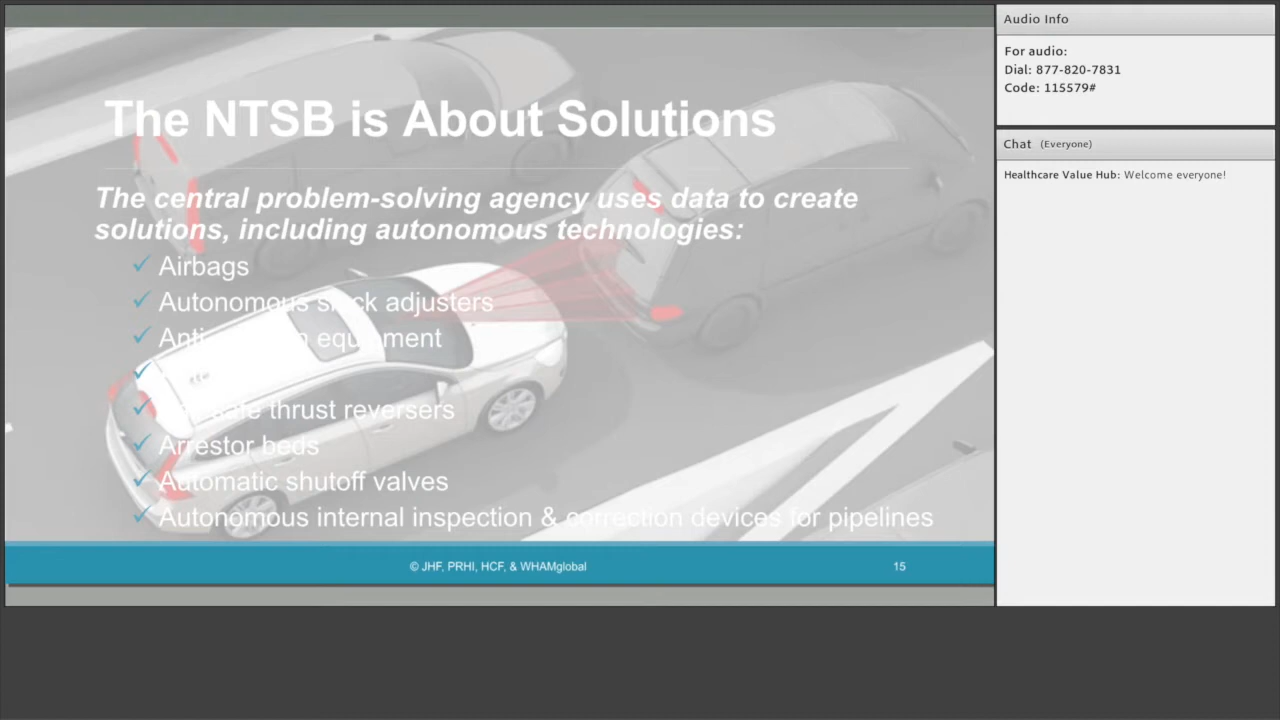 The NTSB is About Solutions
The central problem-solving agency uses data to create
solutions, including autonomous technologies:
Airbags
Autonomous slack adjusters
equipment
thrust reversers
Arrestor beds
Automatic shutoff valves
Autonomous internal inspection & correction devices for pipelines
© JHF, PRHI, HCF, & WHAMglobal
15
Audio Info
For audio:
Dial: 877-820-7831
Code: 115579#
Chat (Everyone)
Healthcare Value Hub: Welcome everyone!